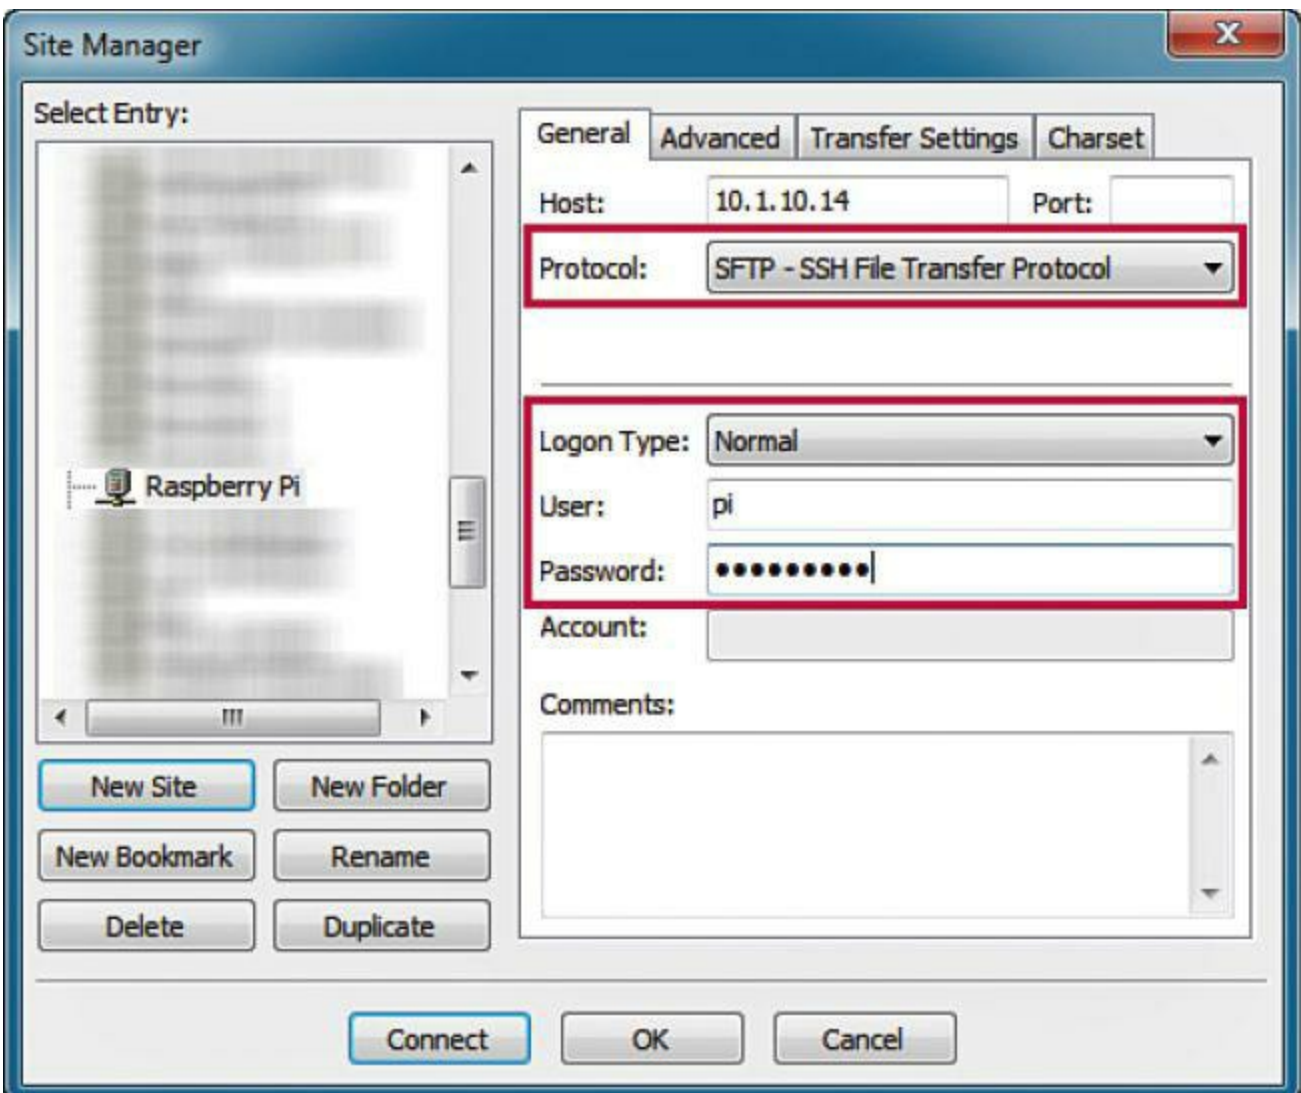 Site Manager
X
Select Entry:
Raspberry Pi
New Site
New Folder
New Bookmark
Rename
Delete
Duplicate
General
Advanced
Transfer Settings
Charset
Host:
10.1.10.14
Port:
Protocol:
SFTP - SSH File Transfer Protocol
Logon Type:
Normal
User:
pi
Password:
•••••••••
Account:
Comments:
Connect
OK
Cancel